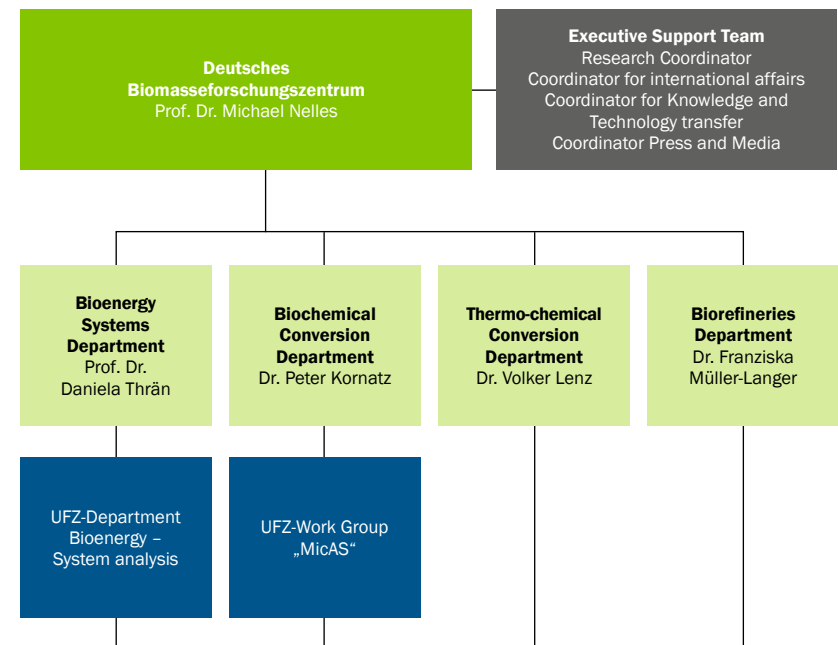 Deutsches
Biomasseforschungszentrum
Prof. Dr. Michael Nelles
Executive Support Team
Research Coordinator
Coordinator for international affairs
Coordinator for Knowledge and
Technology transfer
Coordinator Press and Media
Bioenergy
Systems
Department
Prof. Dr.
Daniela Thrän
Biochemical
Conversion
Department
Dr. Peter Kornatz
Thermo-chemical
Conversion
Department
Dr. Volker Lenz
Biorefineries
Department
Dr. Franziska
Müller-Langer
UFZ-Department
Bioenergy –
System analysis
UFZ-Work Group
„MicAS“